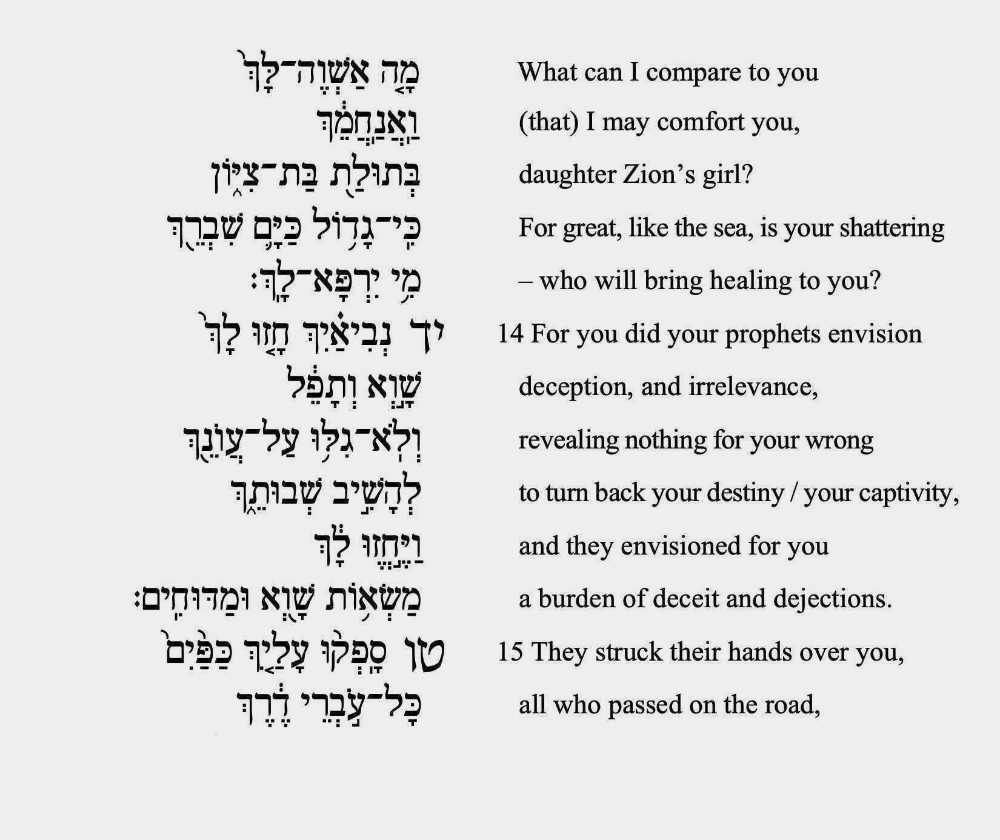 מָ֤ה אַשְׁוֶה־לָּךְ֙ What can I compare to you
וַֽאֲנַֽחֲמֵ֔ךְ (that) I may comfort you,
בְּתוּלַ֖ת בַּת־צִיּ֑וֹן daughter Zion’s girl?
כִּֽי־גָד֥וֹל כַּיָּ֛ם שִׁבְרֵ֖ךְ For great, like the sea, is your shattering
מִ֥י יִרְפָּא־לָֽךְ׃ – who will bring healing to you?
יד נְבִיאַ֗יִךְ חָ֤זוּ לָךְ֙ 14 For you did your prophets envision
שָׁ֣וְא וְתָפֵ֔ל deception, and irrelevance,
וְלֹֽא־גִלּ֥וּ עַל־עֲוֺנֵ֖ךְ revealing nothing for your wrong
לְהָשִׁ֣יב שְׁבוּתֵ֑ךְ to turn back your destiny / your captivity,
וַיֶּ֣חֱזוּ לָ֔ךְ and they envisioned for you
מַשְׂא֥וֹת שָׁ֖וְא וּמַדּוּחִֽים׃ a burden of deceit and dejections.
טו סָֽפְק֨וּ עָלַ֤יִךְ כַּפַּ֙יִם֙ 15 They struck their hands over you,
כָּל־עֹ֣בְרֵי דֶ֔רֶךְ all who passed on the road,